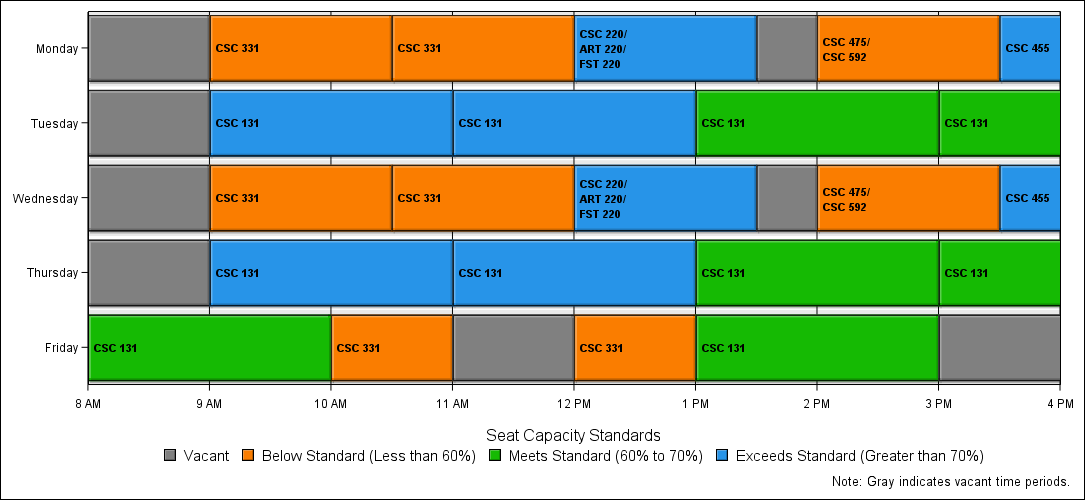 Monday
CSC 331
CSC 331
CSC 220/
ART 220/
FST 220
CSC 475/
CSC 592
CSC 455
Tuesday
CSC 131
CSC 131
CSC 131
CSC 131
Wednesday
CSC 331
CSC 331
CSC 220/
ART 220/
FST 220
CSC 475/
CSC 592
CSC 455
Thursday
CSC 131
CSC 131
CSC 131
CSC 131
Friday
CSC 131
CSC 331
CSC 331
CSC 131
8 AM 9 AM 10 AM 11 AM 12 PM 1 PM 2 PM 3 PM 4 PM
Seat Capacity Standards
Vacant Below Standard (Less than 60%) Meets Standard (60% to 70%) Exceeds Standard (Greater than 70%)
Note: Gray indicates vacant time periods.